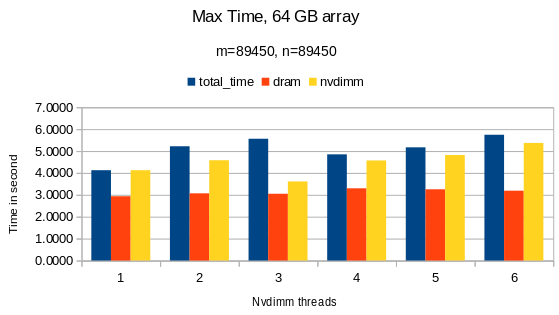 Max Time, 64 GB array
m=89450, n=89450
total_time dram nvdimm
7.0000
6.0000
5.0000
4.0000
3.0000
2.0000
1.0000
0.0000
Time in second
1 2 3 4 5 6
Nvdimm threads